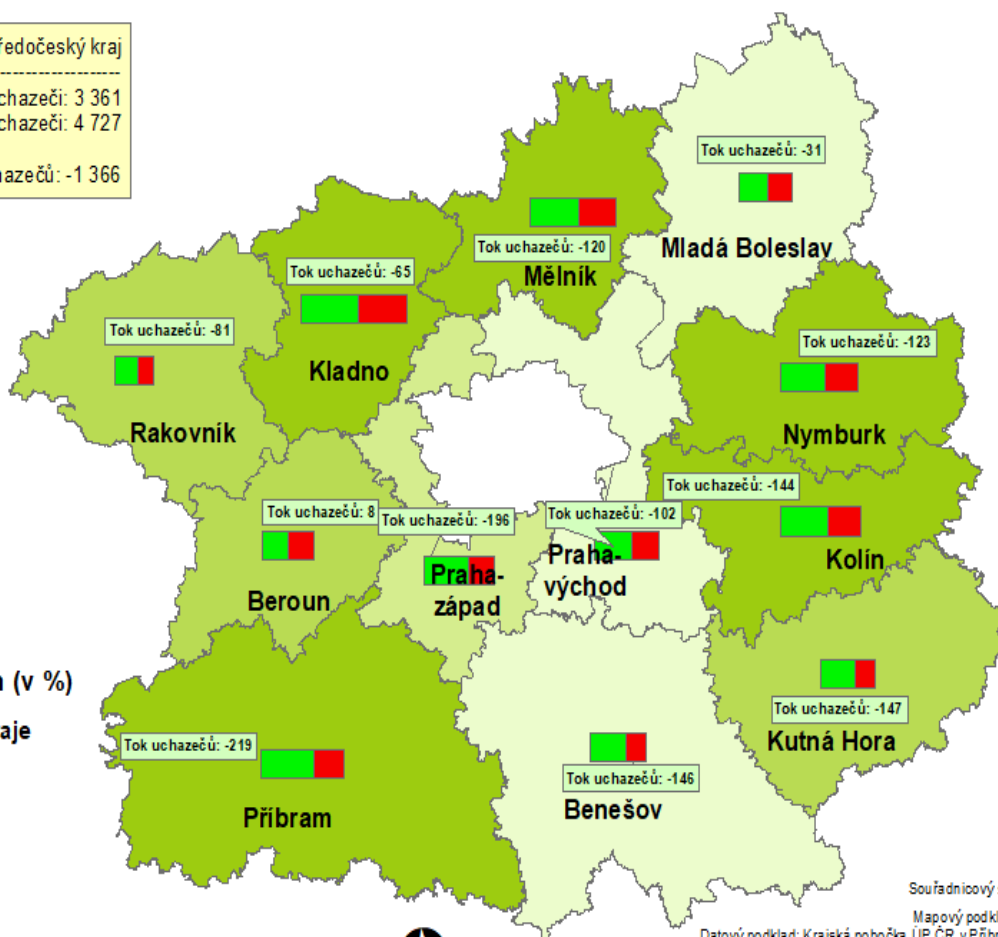 ředočeský kraj
--------------------
chazeči: 3 361
chazeči: 4 727
hazečů: -1 366
Tok uchazečů: -31
Mladá Boleslav
Tok uchazečů: -120
Mělník
Tok uchazečů: -65
Kladno
Tok uchazečů: -81
Rakovník
Tok uchazečů: -123
Nymburk
Tok uchazečů: -144
Kolín
Tok uchazečů: 8
Beroun
Tok uchazečů: -196
Praha-
západ
Tok uchazečů: -102
Praha-
východ
Tok uchazečů: -147
Kutná Hora
Tok uchazečů: -219
Příbram
Tok uchazečů: -146
Benešov
(v %)
aje
Souřadnicový
Mapový podkl
Datový podklad: Krajská pobočka ÚP ČR v Příbr